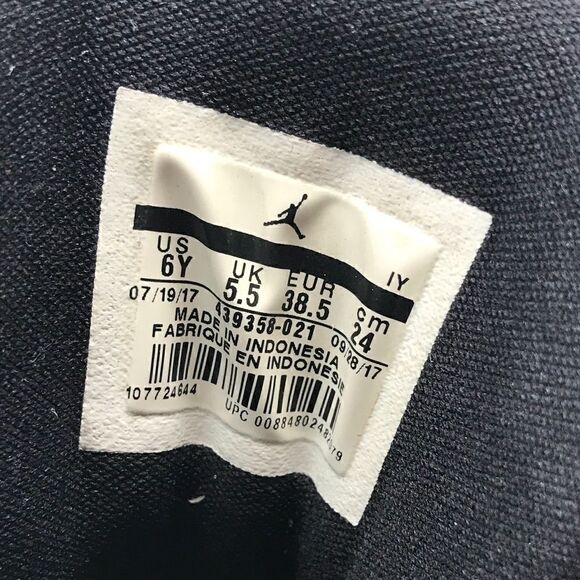 IY
US UK EUR cm
6Y 5.5 38.5 24
07/19/17 439358-021 09/28/17
MADE IN INDONESIA
FABRIQUE EN INDONESIE
107724644
UPC